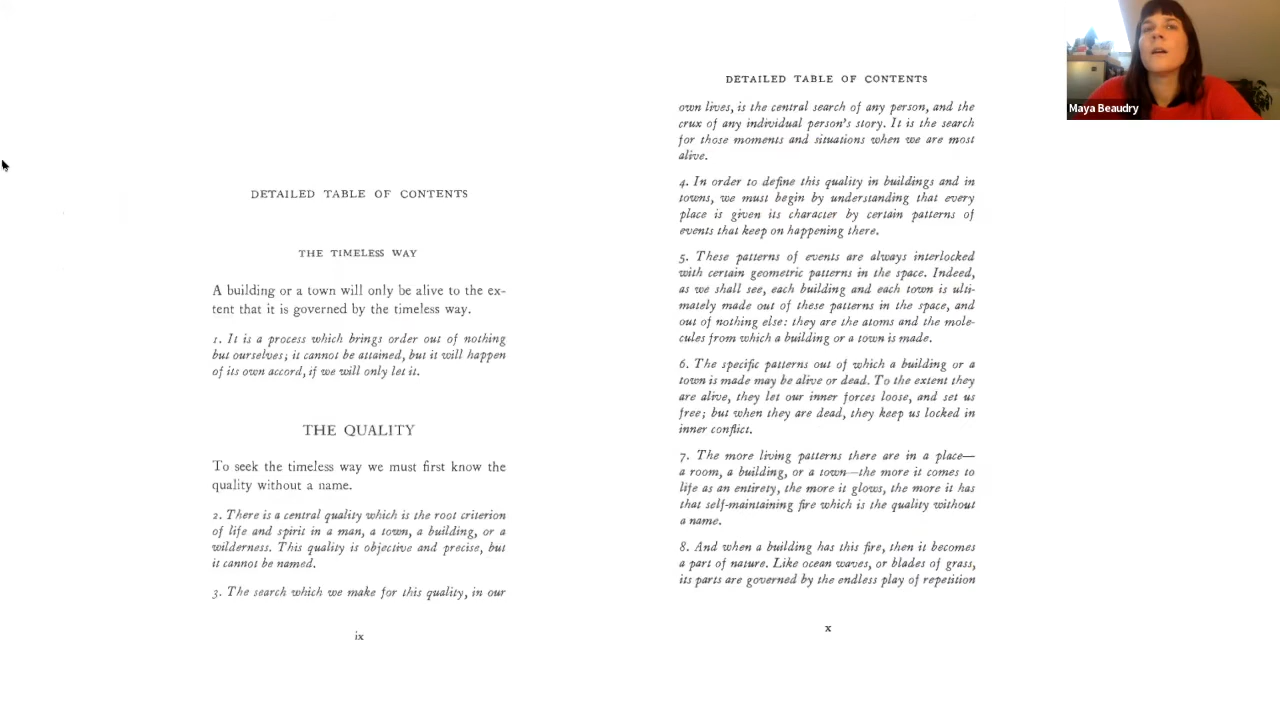 DETAILED TABLE OF CONTENTS
THE TIMELESS WAY
A building or a town will only be alive to the ex-
tent that it is governed by the timeless way.
1. It is a process which brings order out of nothing
but ourselves; it cannot be attained, but it will happen
of its own accord, if we will only let it.
THE QUALITY
To seek the timeless way we must first know the
quality without a name.
2. There is a central quality which is the root criterion
of life and spirit in a man, a town, a building, or a
wilderness. This quality is objective and precise, but
it cannot be named.
3. The search which we make for this quality, in our
ix
DETAILED TABLE OF CONTENTS
own lives, is the central search of any person, and the
crux of any individual person's story. It is the search
for those moments and situations when we are most
alive.
4. In order to define this quality in buildings and in
towns, we must begin by understanding that every
place is given its character by certain patterns of
events that keep on happening there.
5. These patterns of events are always interlocked
with certain geometric patterns in the space. Indeed,
as we shall see, each building and each town is ulti-
mately made out of these patterns in the space, and
out of nothing else: they are the atoms and the mole-
cules from which a building or a town is made.
6. The specific patterns out of which a building or a
town is made may be alive or dead. To the extent they
are alive, they let our inner forces loose, and set us
free; but when they are dead, they keep us locked in
inner conflict.
7. The more living patterns there are in a place—
a room, a building, or a town—the more it comes to
life as an entirety, the more it glows, the more it has
that self-maintaining fire which is the quality without
a name.
8. And when a building has this fire, then it becomes
a part of nature. Like ocean waves, or blades of grass,
its parts are governed by the endless play of repetition
x
Maya Beaudry